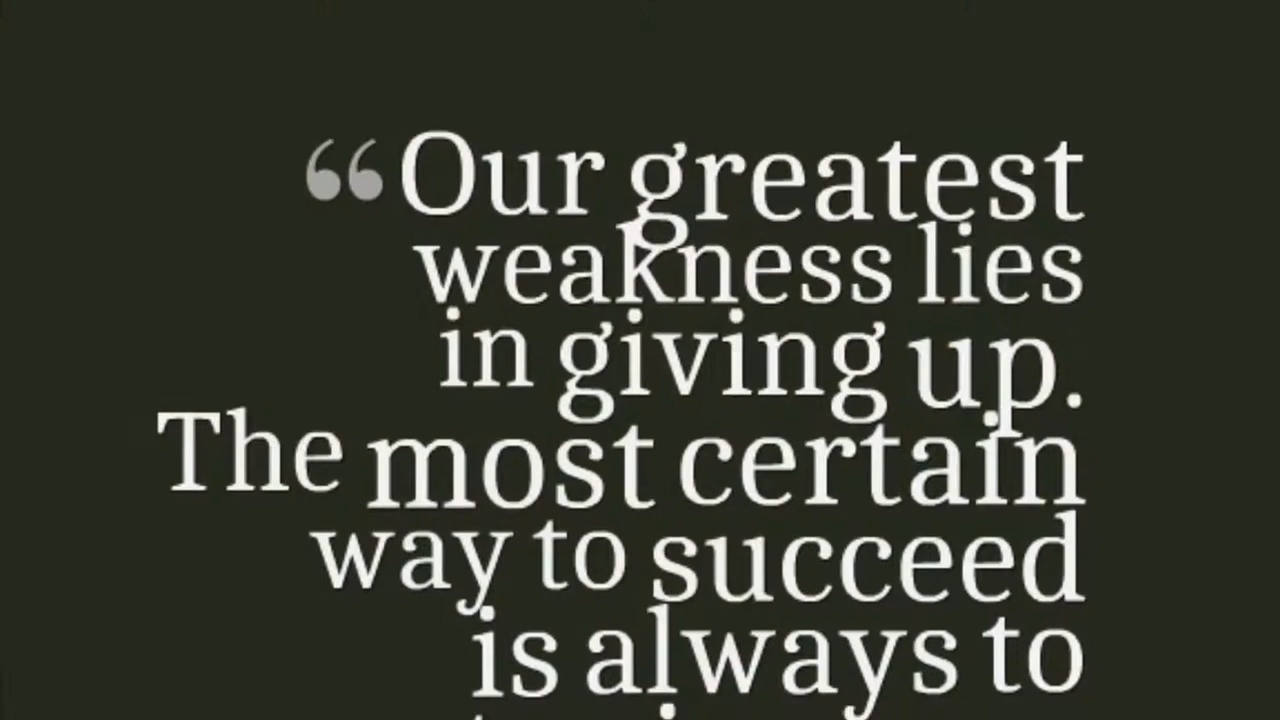 “Our greatest
weakness lies
in giving up.
The most certain
way to succeed
is always to